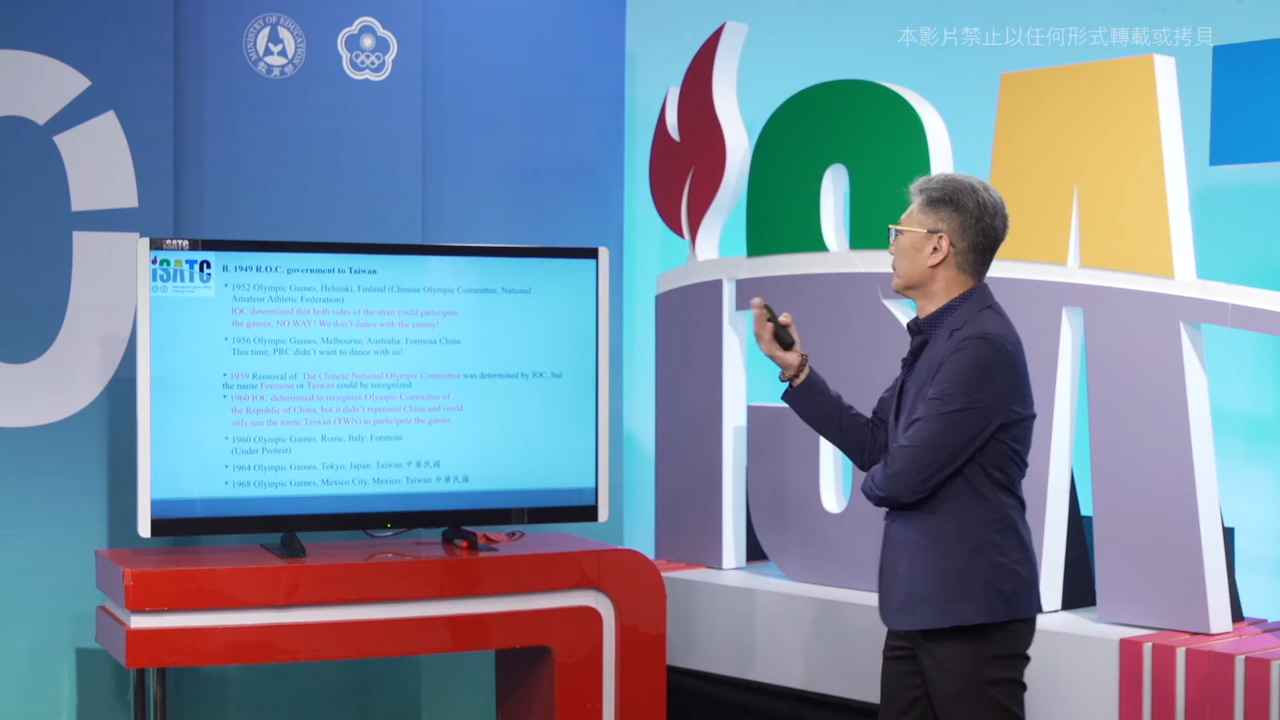 本影片禁止以任何形式轉載或拷貝
MINISTRY OF EDUCATION
教育部
iSATC
iSATC
B. 1949 R.O.C. government to Taiwan
* 1952 Olympic Games, Helsinki, Finland (Chinese Olympic Committee, National
Amateur Athletic Federation)
IOC determined that both sides of the strait could participate
the games. NO WAY! We don't dance with the enemy!
* 1956 Olympic Games, Melbourne, Australia: Formosa China
This time, PRC didn't want to dance with us!
* 1959 Removal of The Chinese National Olympic Committee was determined by IOC, but
the name Formosa or Taiwan could be recognized.
* 1960 IOC determined to recognize Olympic Committee of
the Republic of China, but it didn't represent China and could
only use the name Taiwan (TWN) to participate the games.
* 1960 Olympic Games, Rome, Italy: Formosa
(Under Protest)
* 1964 Olympic Games, Tokyo, Japan: Taiwan 中華民國
* 1968 Olympic Games, Mexico City, Mexico: Taiwan 中華民國